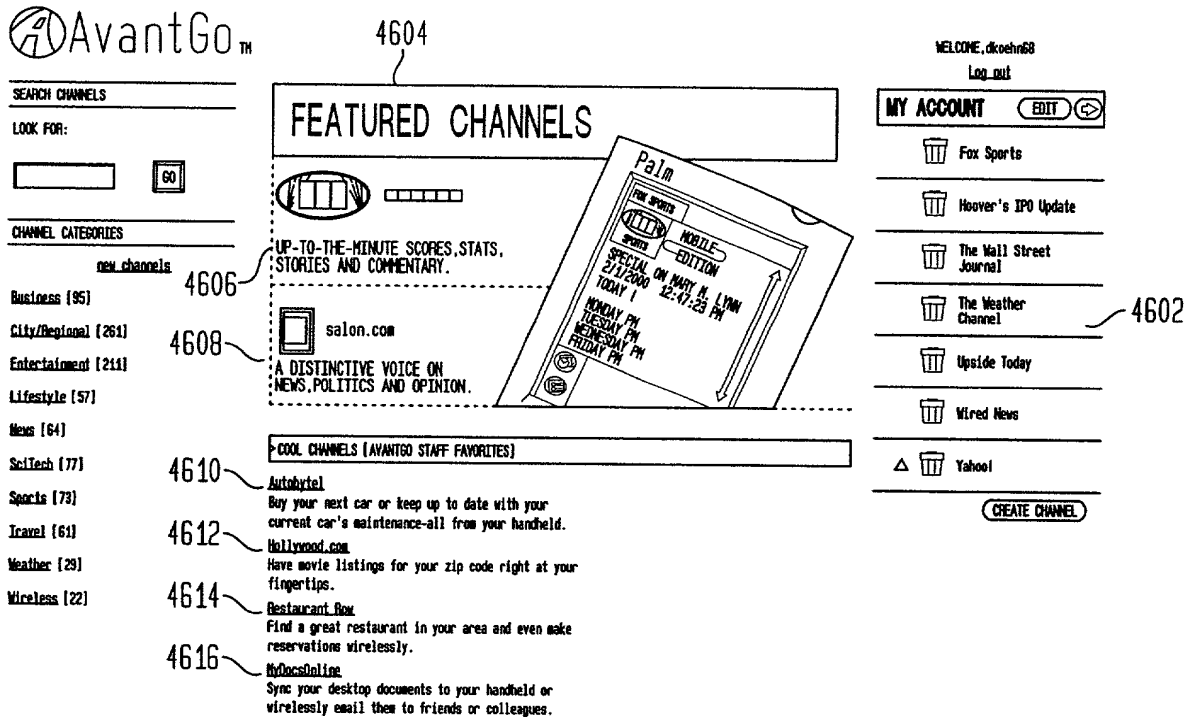 AvantGo TM
SEARCH CHANNELS
LOOK FOR:
GO
CHANNEL CATEGORIES
new channels
Business [95]
City/Regional [261]
Entertainment [211]
Lifestyle [57]
News [64]
SciTech [77]
Sports [73]
Travel [61]
Weather [29]
Wireless [22]
4604
FEATURED CHANNELS
4606
UP-TO-THE-MINUTE SCORES,STATS,
STORIES AND COMMENTARY.
4608
salon.com
A DISTINCTIVE VOICE ON
NEWS,POLITICS AND OPINION.
Palm
FOX SPORTS
SPORTS
MOBILE
EDITION
SPECIAL ON MARY M. LYNN
2/1/2000 12:47:23 PM
TODAY !
MONDAY PM
TUESDAY PM
WEDNESDAY PM
FRIDAY PM
>COOL CHANNELS [AVANTGO STAFF FAVORITES]
4610
Autobytel
Buy your next car or keep up to date with your
current car's maintenance-all from your handheld.
4612
Hollywood.com
Have movie listings for your zip code right at your
fingertips.
4614
Restaurant Row
Find a great restaurant in your area and even make
reservations wirelessly.
4616
MyDocsOnline
Sync your desktop documents to your handheld or
wirelessly email them to friends or colleagues.
WELCOME,dkoehn68
Log out
MY ACCOUNT EDIT
Fox Sports
Hoover's IPO Update
The Wall Street
Journal
The Weather
Channel
4602
Upside Today
Wired News
Yahoo!
CREATE CHANNEL